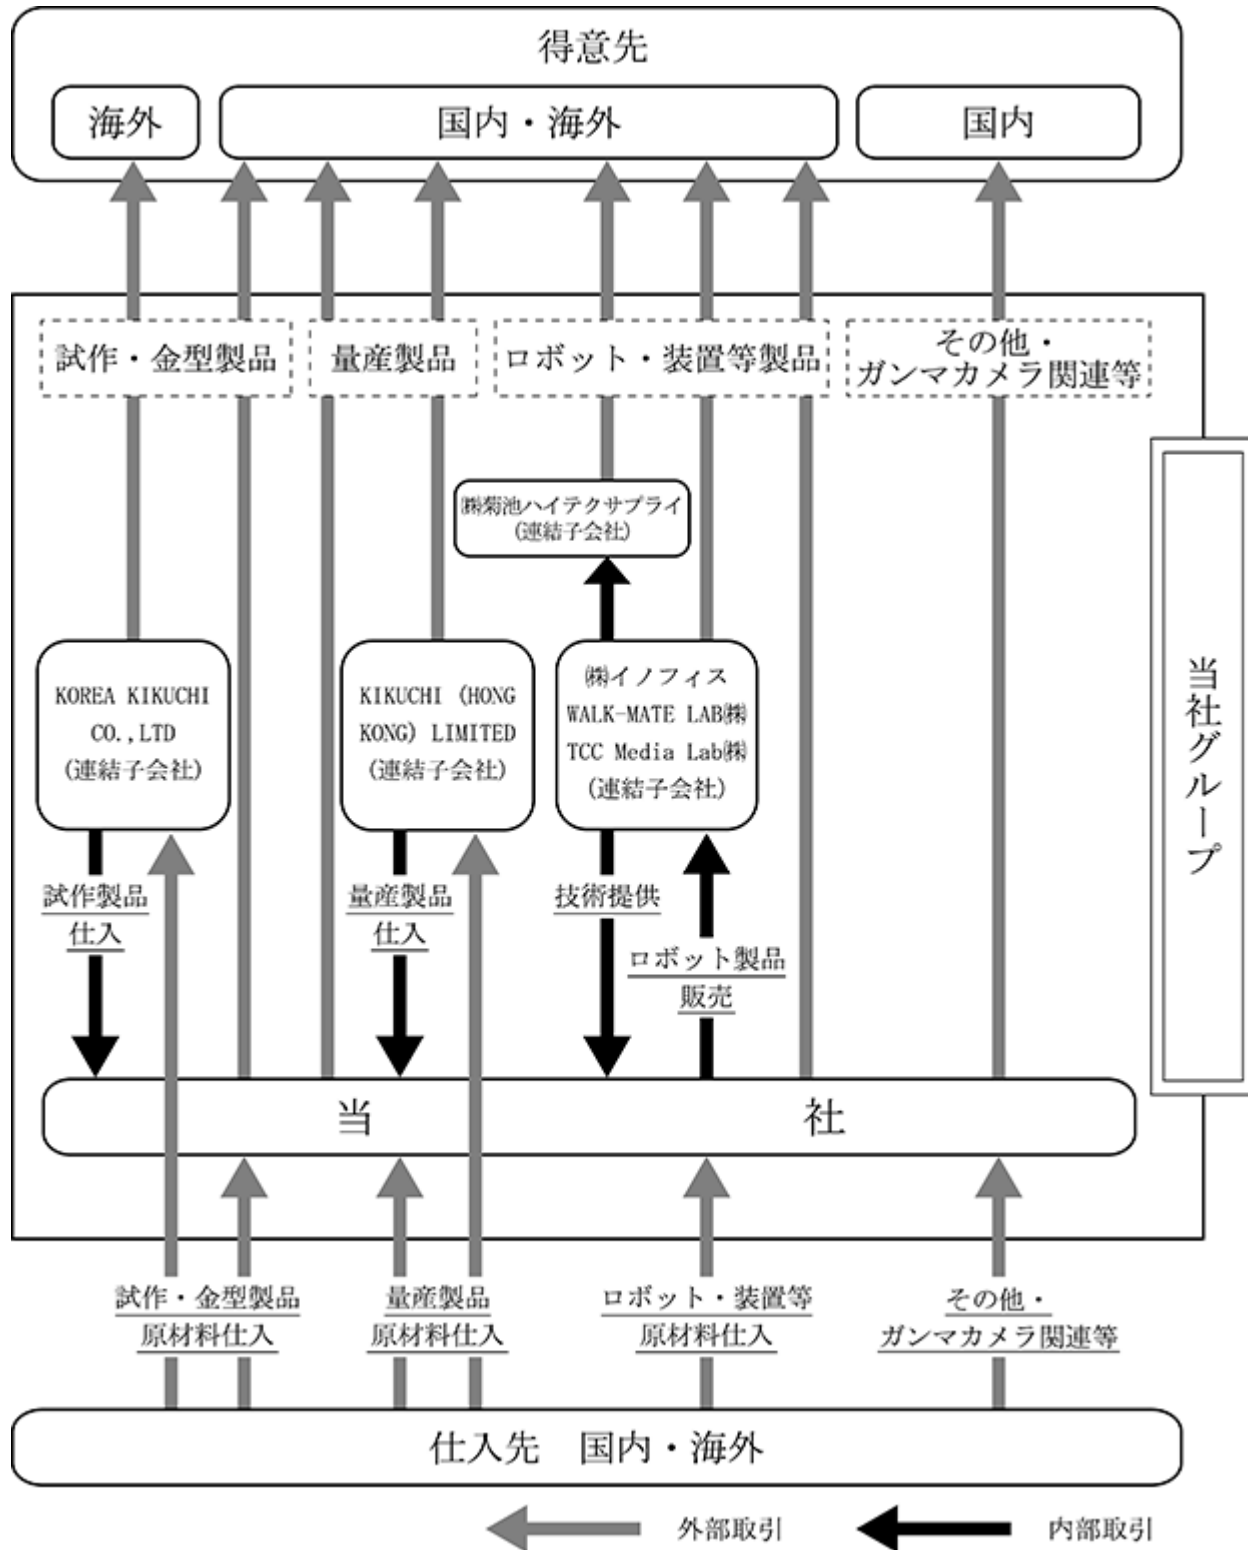 得意先
海外
国内・海外
国内
試作・金型製品
量産製品
ロボット・装置等製品
その他・
ガンマカメラ関連等
㈱菊池ハイテクサプライ
(連結子会社)
KOREA KIKUCHI
CO.,LTD
(連結子会社)
KIKUCHI (HONG
KONG) LIMITED
(連結子会社)
㈱イノフィス
WALK-MATE LAB㈱
TCC Media Lab㈱
(連結子会社)
当社グループ
試作製品
仕入
量産製品
仕入
技術提供
ロボット製品
販売
当社
試作・金型製品
原材料仕入
量産製品
原材料仕入
ロボット・装置等
原材料仕入
その他・
ガンマカメラ関連等
仕入先 国内・海外
外部取引
内部取引